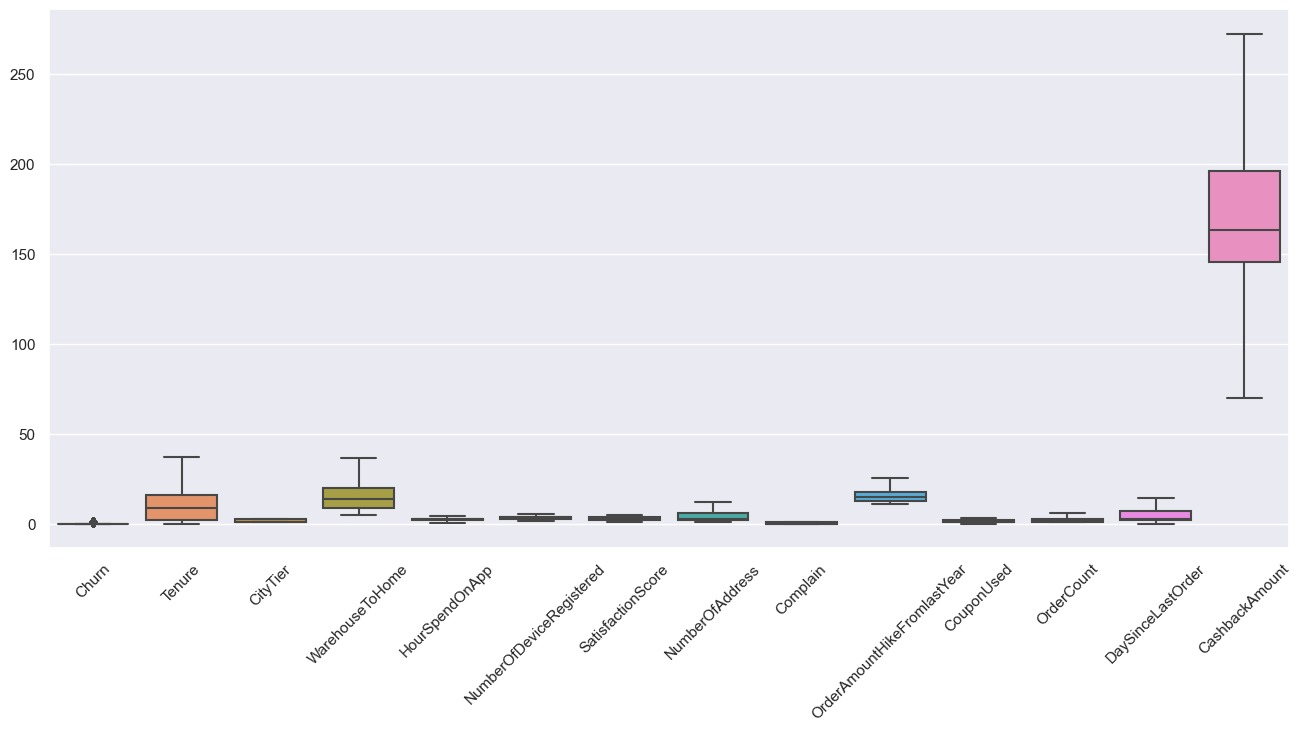 250
200
150
100
50
0
Churn
Tenure
CityTier
WarehouseToHome
HourSpendOnApp
NumberOfDeviceRegistered
SatisfactionScore
NumberOfAddress
Complain
OrderAmountHikeFromlastYear
CouponUsed
OrderCount
DaySinceLastOrder
CashbackAmount